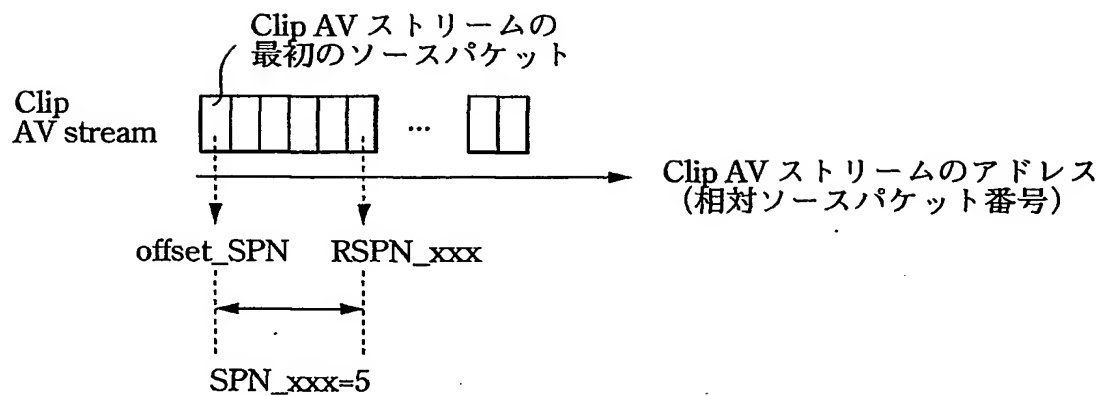 Clip AV ストリームの
最初のソースパケット
Clip
AV stream
...
Clip AV ストリームのアドレス
(相対ソースパケット番号)
offset_SPN RSPN_xxx
SPN_xxx=5